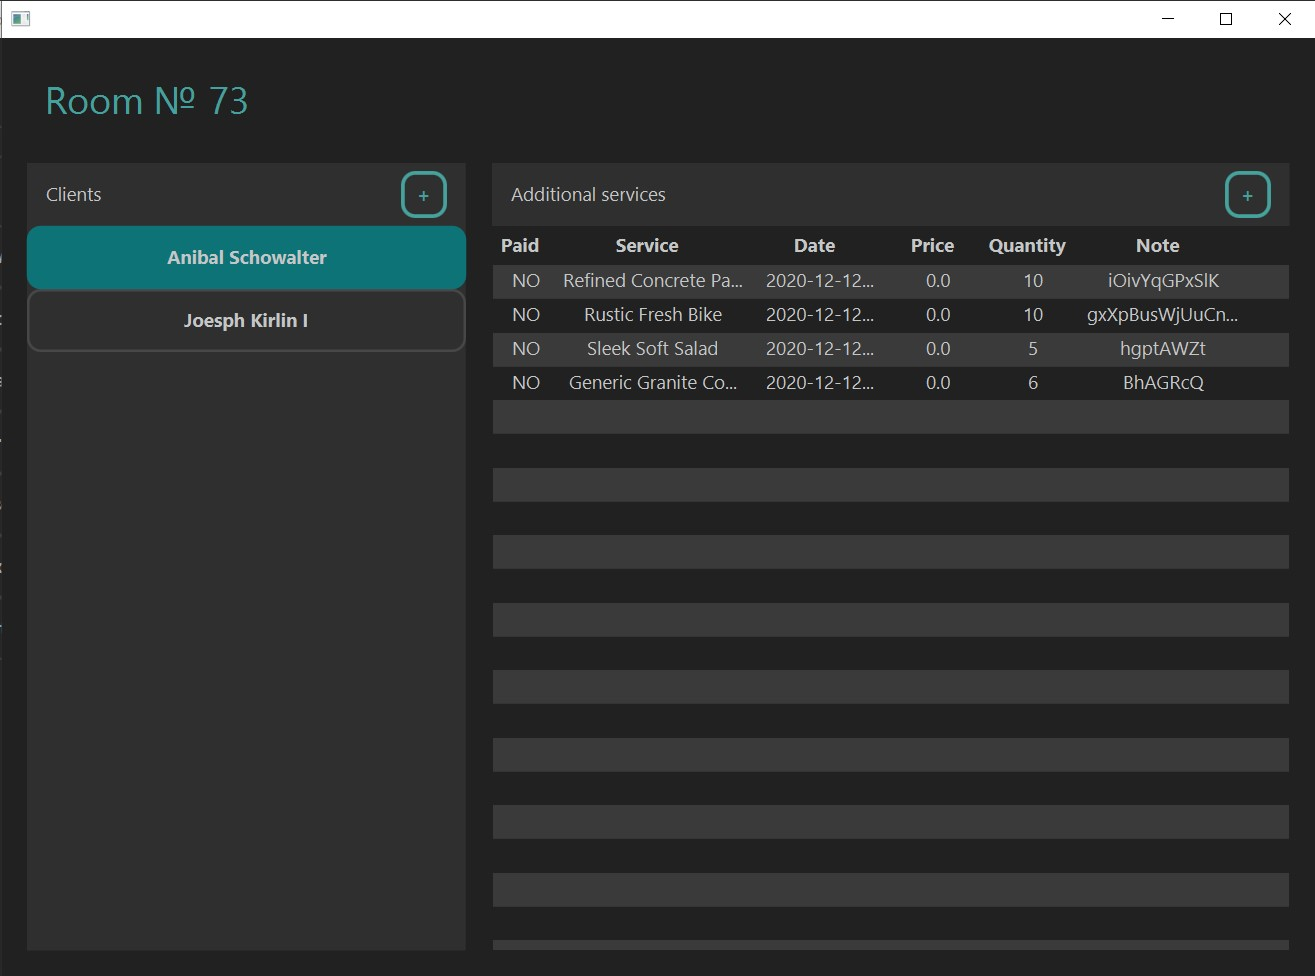 Room № 73
Clients +
Anibal Schowalter
Joesph Kirlin I
Additional services +
Paid Service Date Price Quantity Note
NO Refined Concrete Pa... 2020-12-12... 0.0 10 iOivYqGPxSlK
NO Rustic Fresh Bike 2020-12-12... 0.0 10 gxXpBusWjUuCn...
NO Sleek Soft Salad 2020-12-12... 0.0 5 hgptAWZt
NO Generic Granite Co... 2020-12-12... 0.0 6 BhAGRcQ